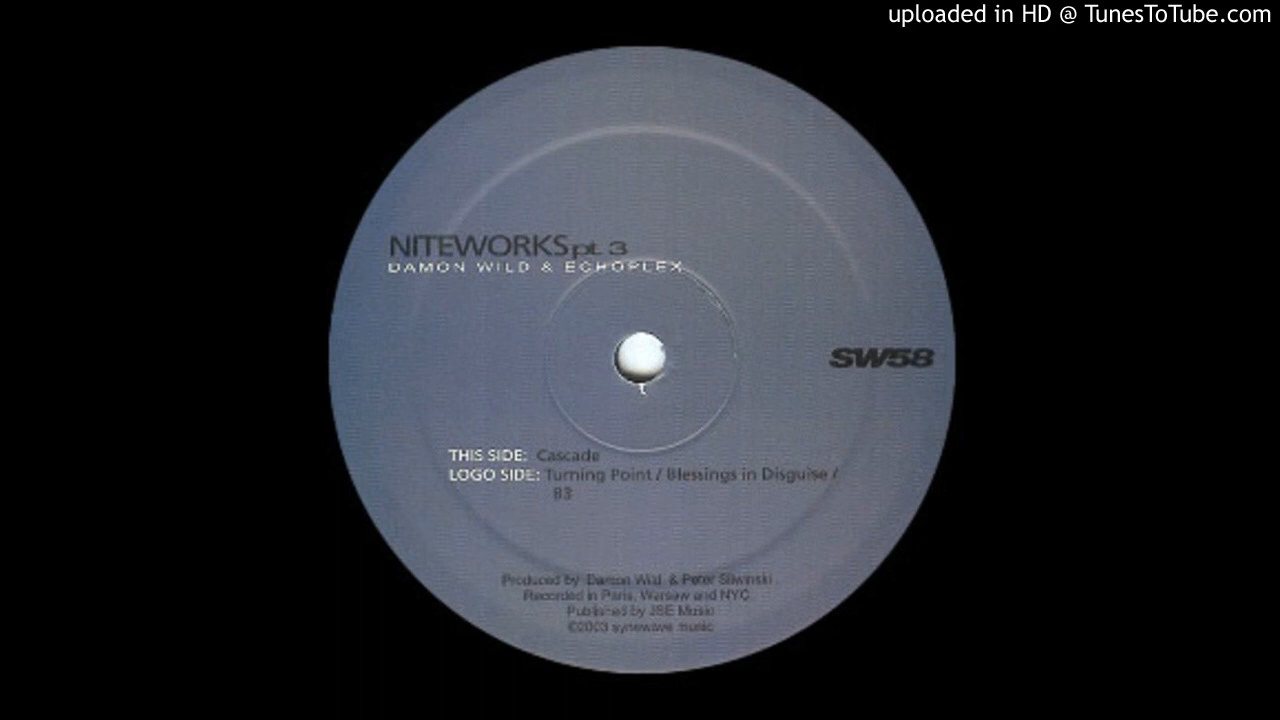 uploaded in HD @ TunesToTube.com
NITEWORKS pt. 3
DAMON WILD & ECHOPLEX
SW58
THIS SIDE: Cascade
LOGO SIDE: Turning Point / Blessings in Disguise /
83
Produced by Damon Wild & Peter Sliwinski
Recorded in Paris, Warsaw and NYC
Published by JSE Music
©2003 synewave music